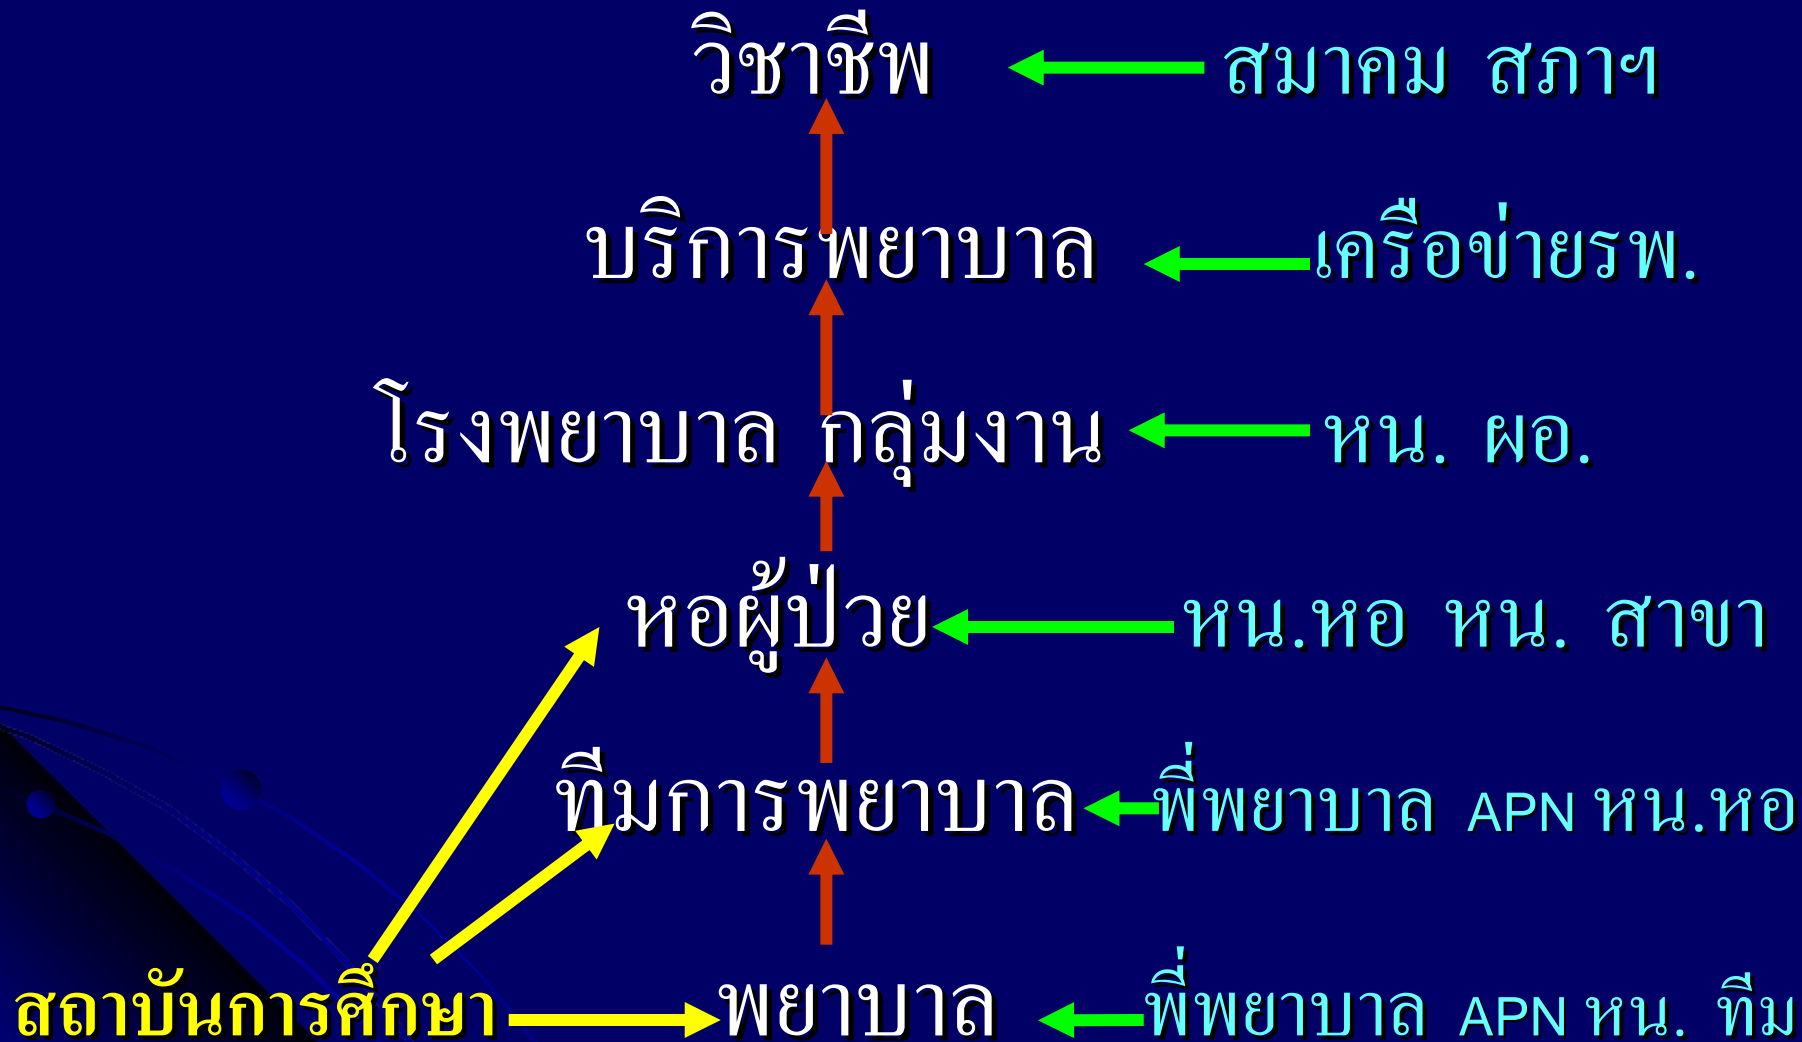 วิชาชีพ สมาคม สภาฯ
บริการพยาบาล เครือข่ายรพ.
โรงพยาบาล กลุ่มงาน หน. ผอ.
หอผู้ป่วย หน.หอ หน. สาขา
ทีมการพยาบาล พี่พยาบาล APN หน.หอ
สถาบันการศึกษา พยาบาล พี่พยาบาล APN หน. ทีม